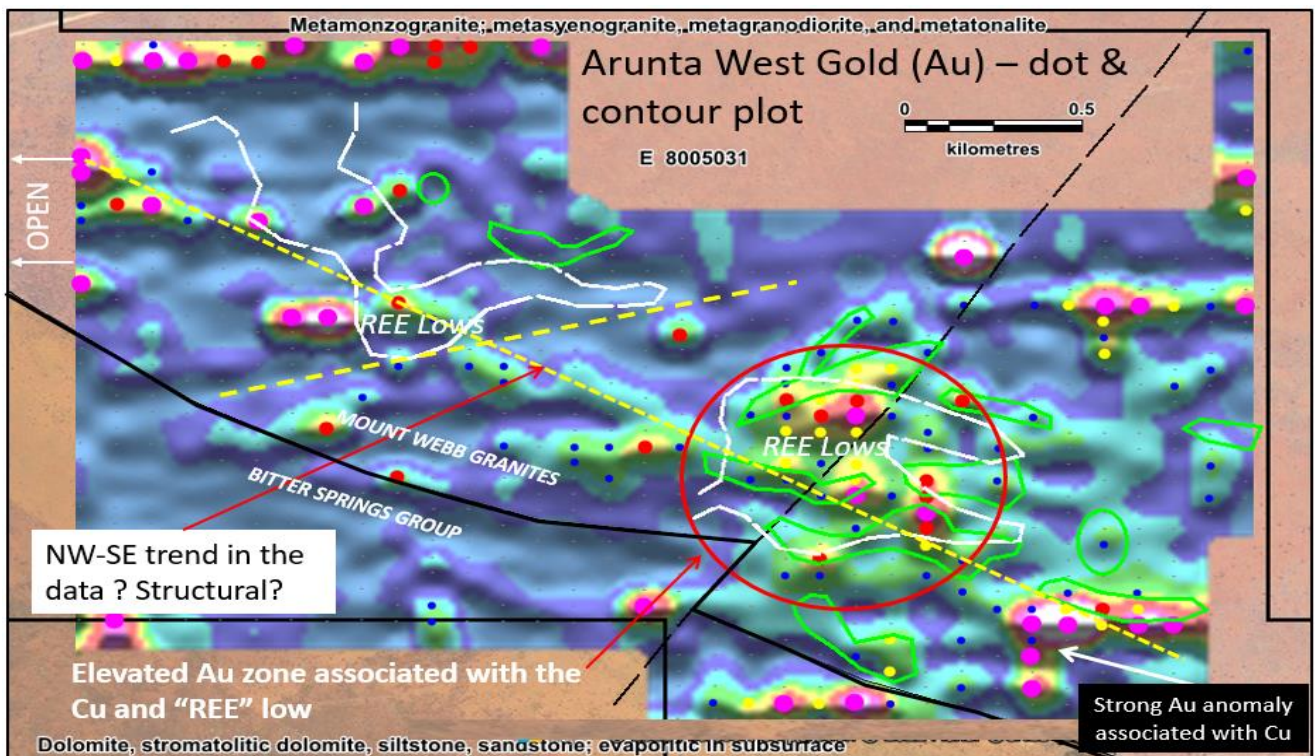 Metamonzogranite; metasyenogranite, metagranodiorite, and metatonalite
Arunta West Gold (Au) – dot &
contour plot
0 0.5
kilometres
E 8005031
OPEN
REE Lows
REE Lows
MOUNT WEBB GRANITES
BITTER SPRINGS GROUP
NW-SE trend in the
data ? Structural?
Elevated Au zone associated with the
Cu and “REE” low
Strong Au anomaly
associated with Cu
Dolomite, stromatolitic dolomite, siltstone, sandstone; evaporitic in subsurface